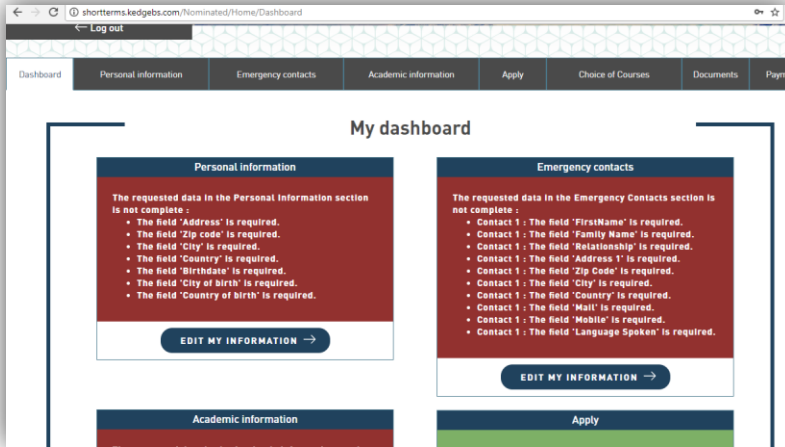 shortterms.kedgebs.com/Nominated/Home/Dashboard
← Log out
Dashboard Personal information Emergency contacts Academic information Apply Choice of Courses Documents Paym
My dashboard
Personal information
The requested data in the Personal Information section
is not complete :
• The field 'Address' is required.
• The field 'Zip code' is required.
• The field 'City' is required.
• The field 'Country' is required.
• The field 'Birthdate' is required.
• The field 'City of birth' is required.
• The field 'Country of birth' is required.
EDIT MY INFORMATION →
Emergency contacts
The requested data in the Emergency Contacts section is
not complete :
• Contact 1 : The field 'FirstName' is required.
• Contact 1 : The field 'Family Name' is required.
• Contact 1 : The field 'Relationship' is required.
• Contact 1 : The field 'Address 1' is required.
• Contact 1 : The field 'Zip Code' is required.
• Contact 1 : The field 'City' is required.
• Contact 1 : The field 'Country' is required.
• Contact 1 : The field 'Mail' is required.
• Contact 1 : The field 'Mobile' is required.
• Contact 1 : The field 'Language Spoken' is required.
EDIT MY INFORMATION →
Academic information
Apply